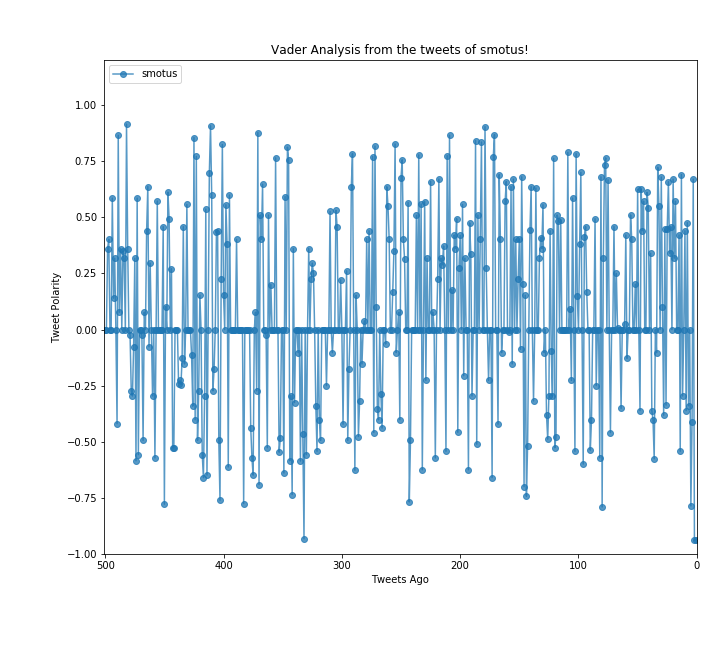 Vader Analysis from the tweets of smotus!
smotus
1.00
0.75
0.50
0.25
0.00
−0.25
−0.50
−0.75
−1.00
Tweet Polarity
500 400 300 200 100 0
Tweets Ago